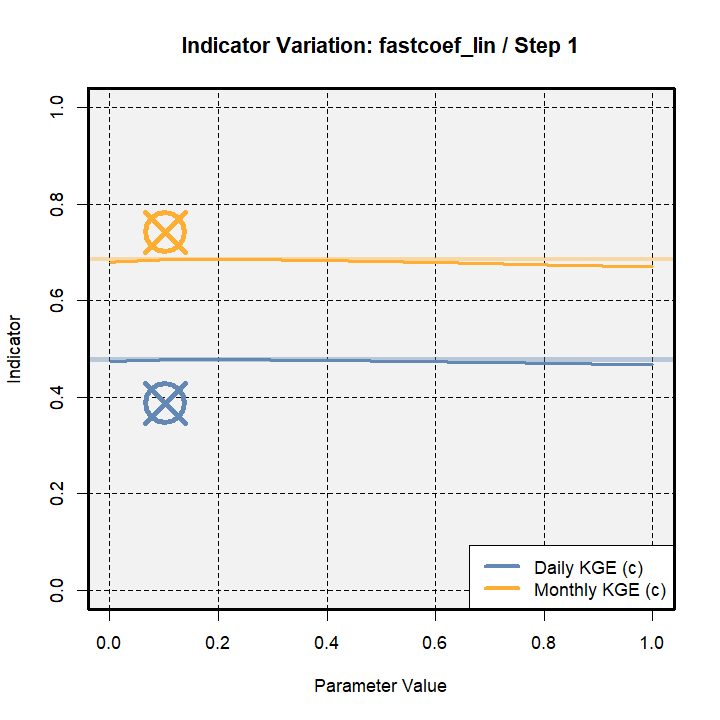 Indicator Variation: fastcoef_lin / Step 1
Indicator
1.0
0.8
0.6
0.4
0.2
0.0
Daily KGE (c)
Monthly KGE (c)
0.0 0.2 0.4 0.6 0.8 1.0
Parameter Value